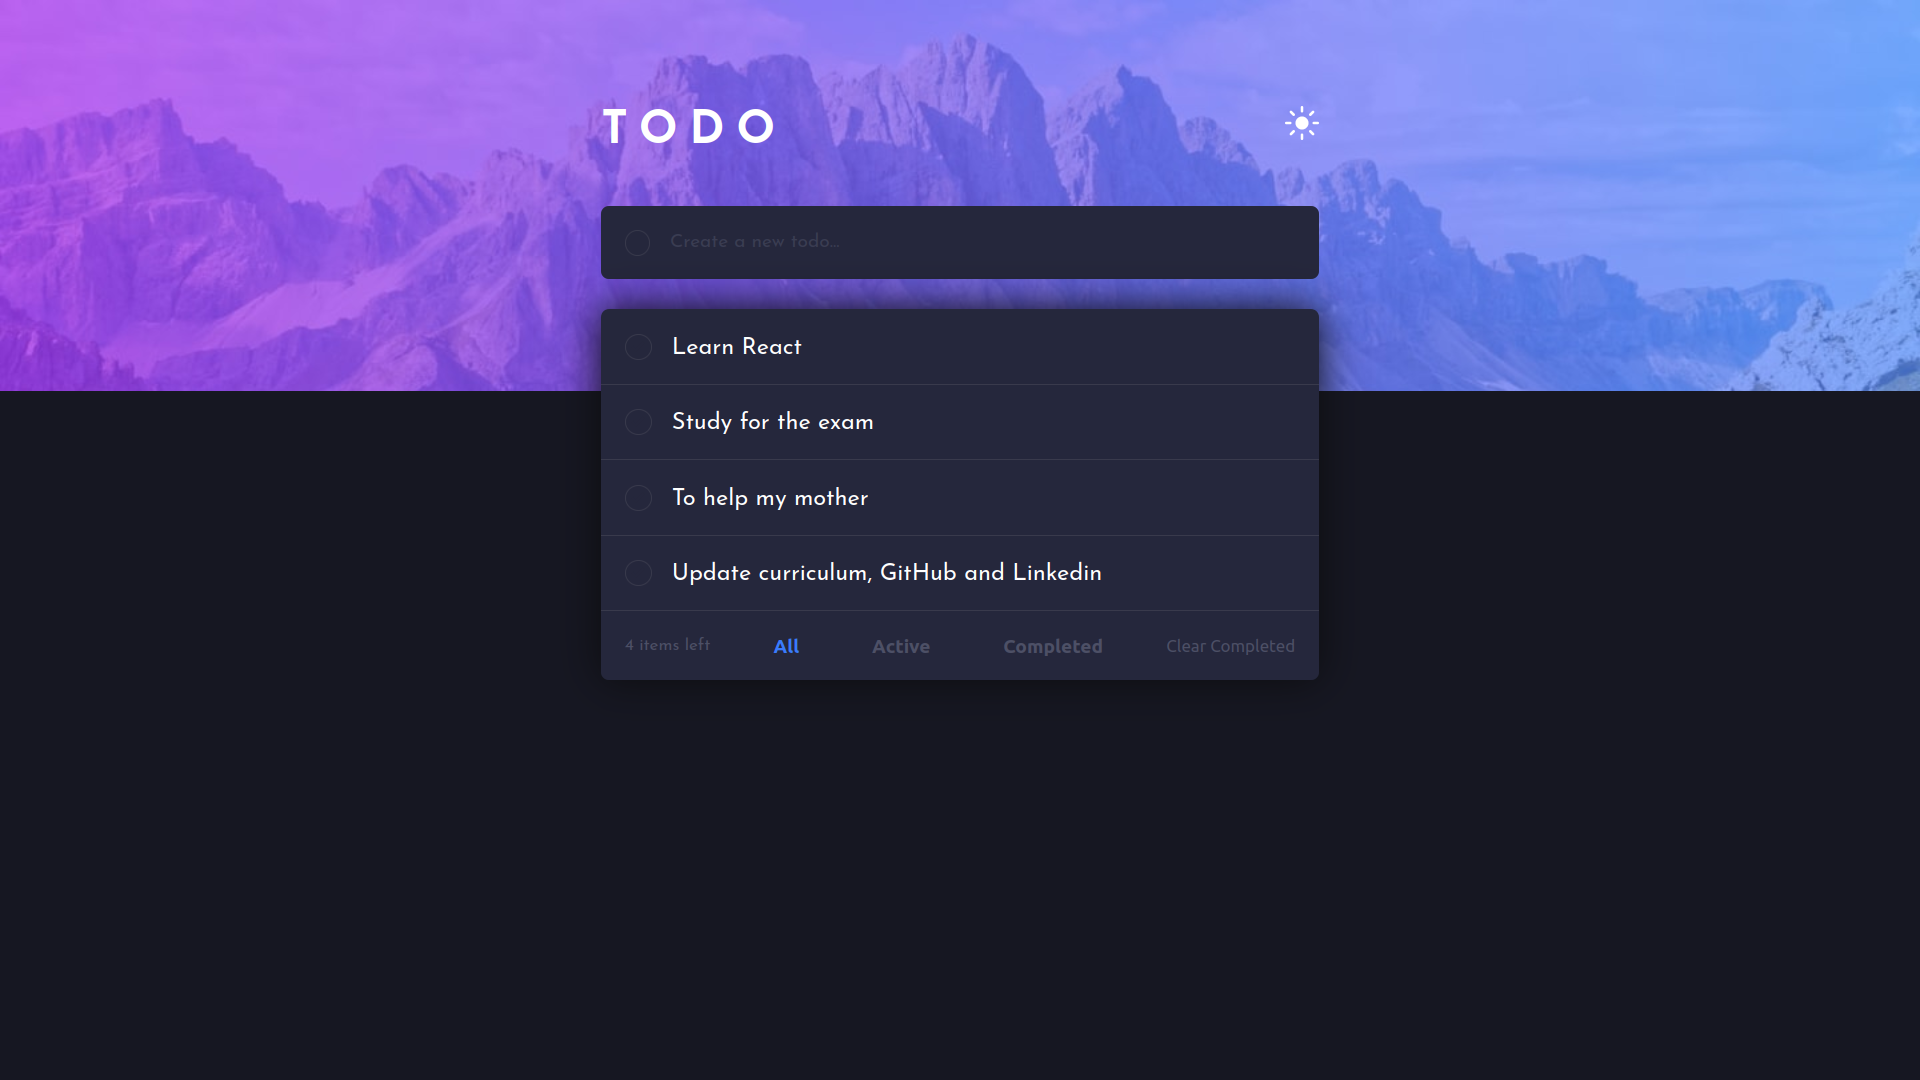 TODO
Create a new todo...
Learn React
Study for the exam
To help my mother
Update curriculum, GitHub and Linkedin
4 items left All Active Completed Clear Completed